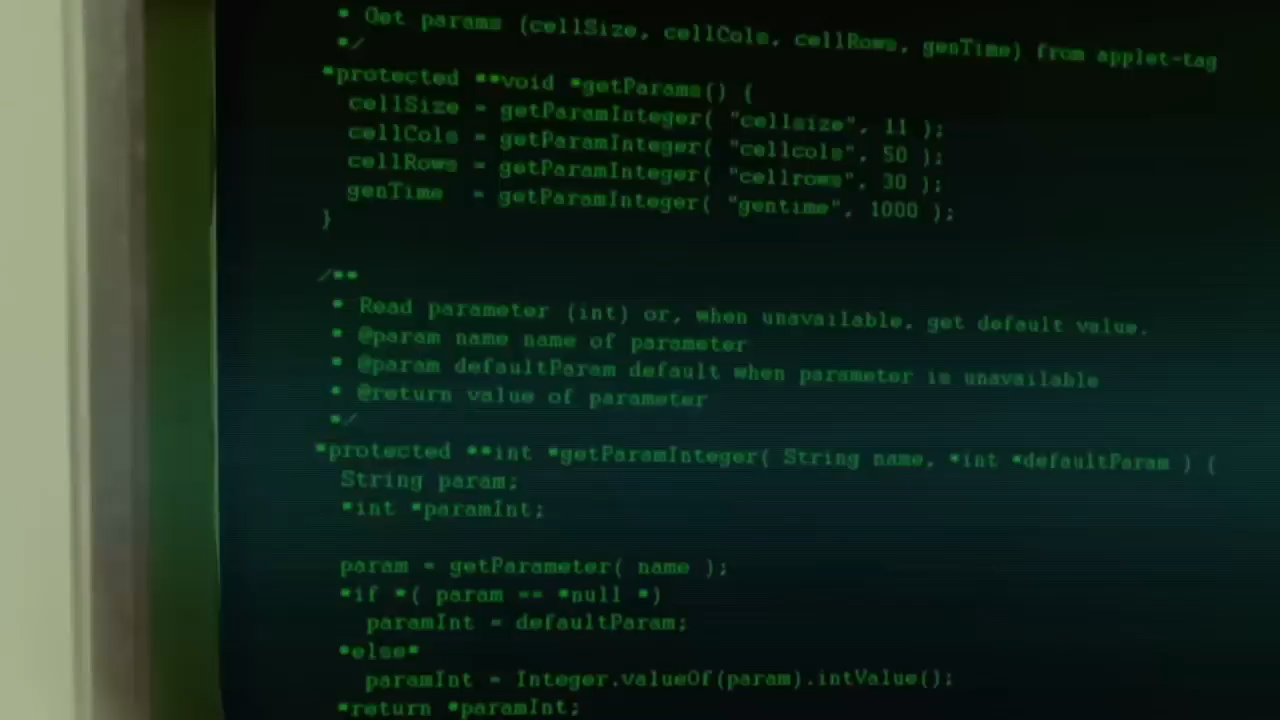 * Get params (cellSize, cellCols, cellRows, genTime) from applet-tag
*/
*protected **void *getParams() {
cellSize = getParamInteger( "cellsize", 11 );
cellCols = getParamInteger( "cellcols", 50 );
cellRows = getParamInteger( "cellrows", 30 );
genTime = getParamInteger( "gentime", 1000 );
}
/**
* Read parameter (int) or, when unavailable, get default value.
* @param name name of parameter
* @param defaultParam default when parameter is unavailable
* @return value of parameter
*/
*protected **int *getParamInteger( String name, *int *defaultParam ) {
String param;
*int *paramInt;
param = getParameter( name );
*if *( param == *null *)
paramInt = defaultParam;
*else*
paramInt = Integer.valueOf(param).intValue();
*return *paramInt;